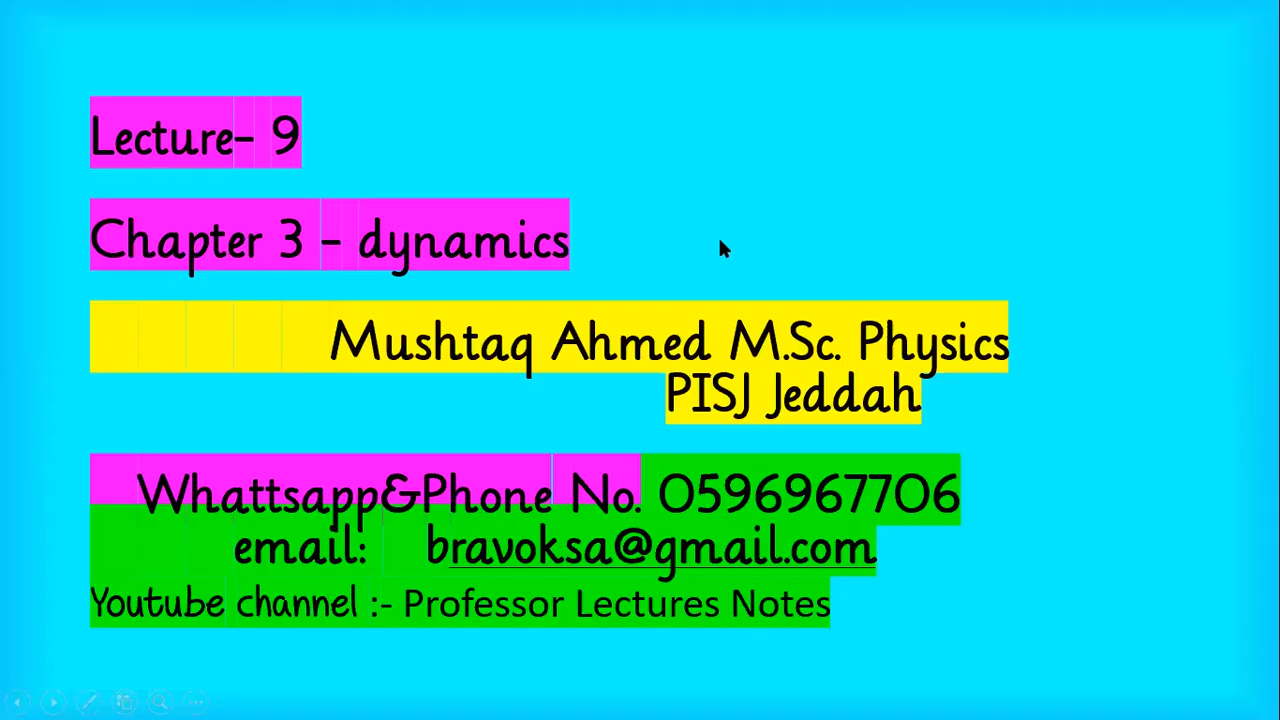 Lecture- 9
Chapter 3 - dynamics
Mushtaq Ahmed M.Sc. Physics
PISJ Jeddah
Whattsapp&Phone No. 0596967706
email: bravoksa@gmail.com
Youtube channel :- Professor Lectures Notes